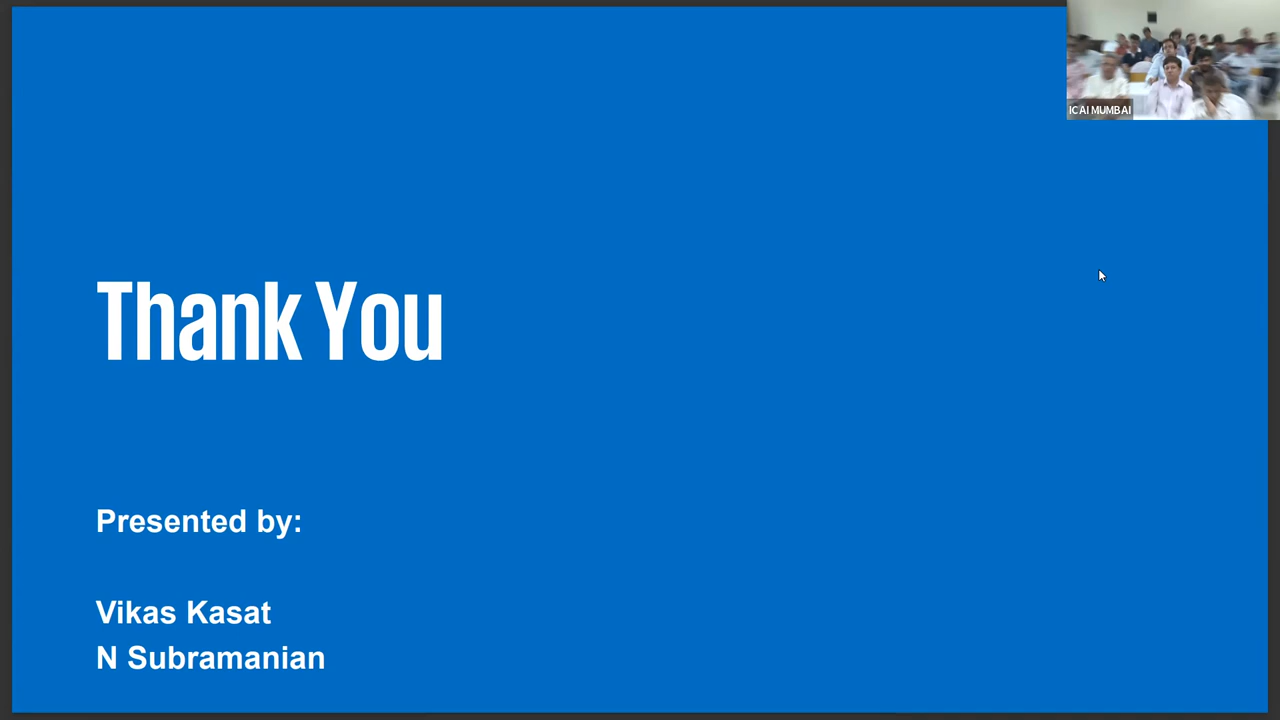 ICAI MUMBAI
Thank You
Presented by:
Vikas Kasat
N Subramanian